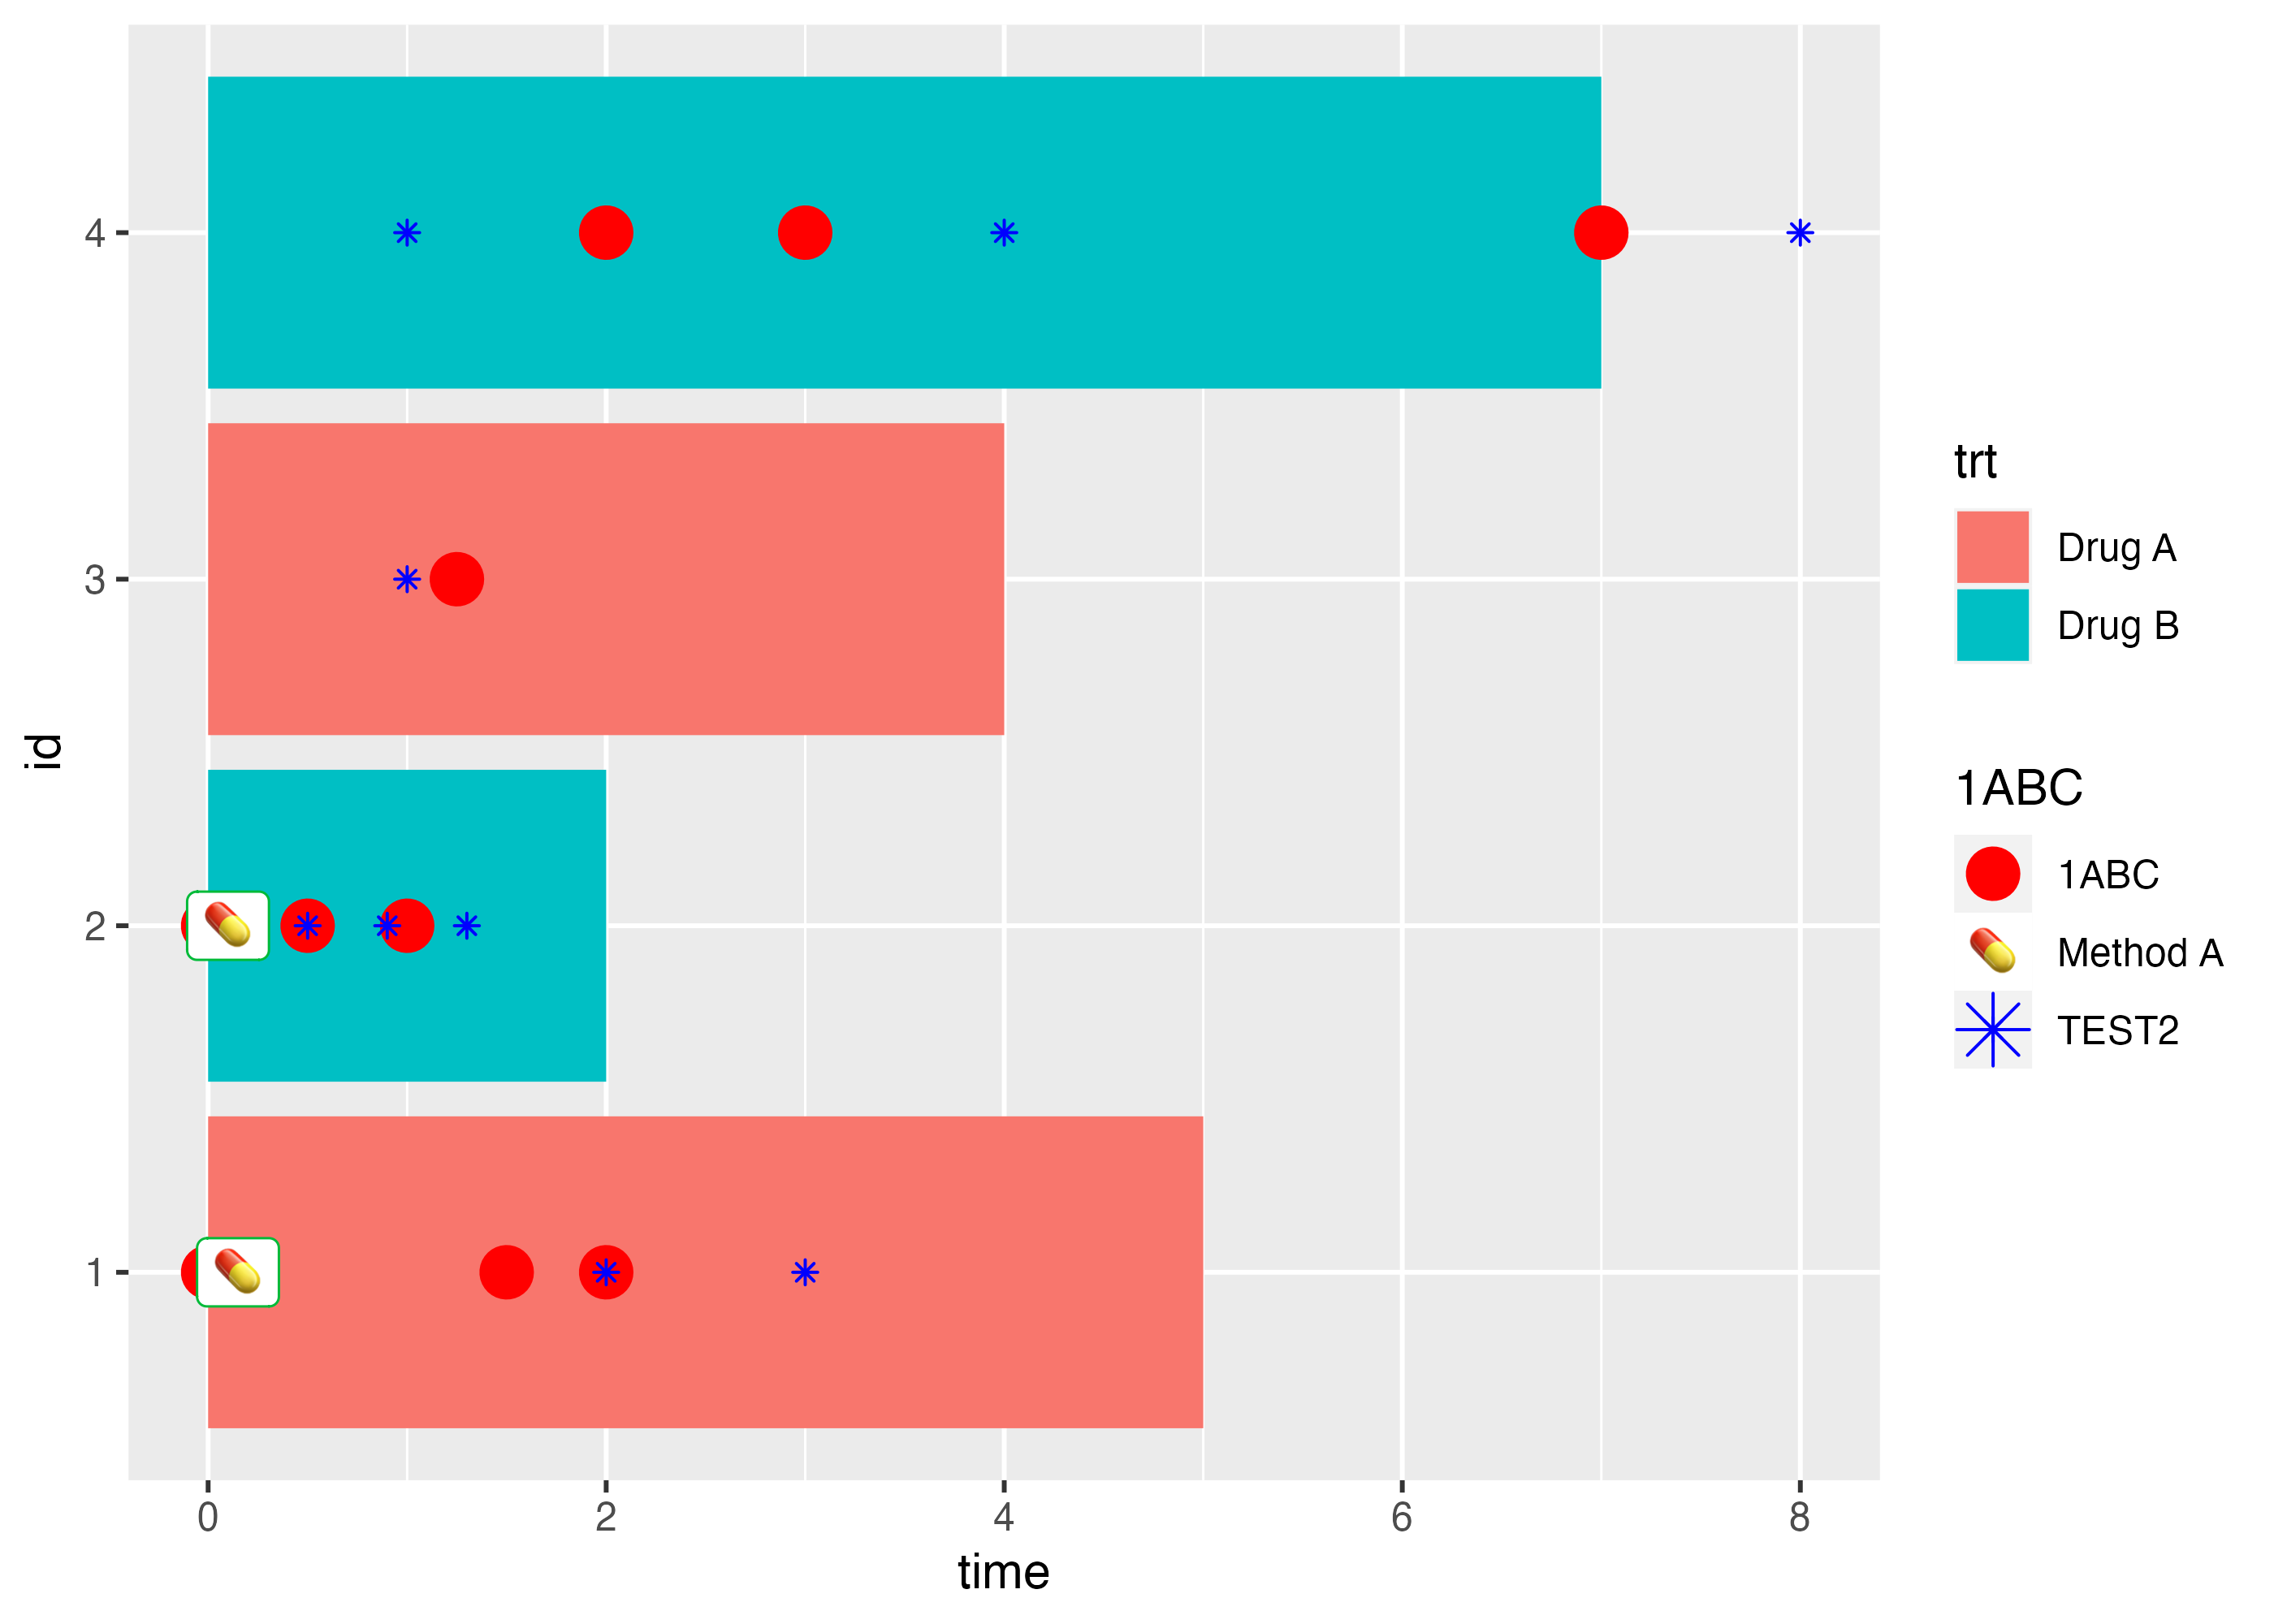 4
3
2
1
id
0 2 4 6 8
time
trt
Drug A
Drug B
1ABC
1ABC
Method A
TEST2